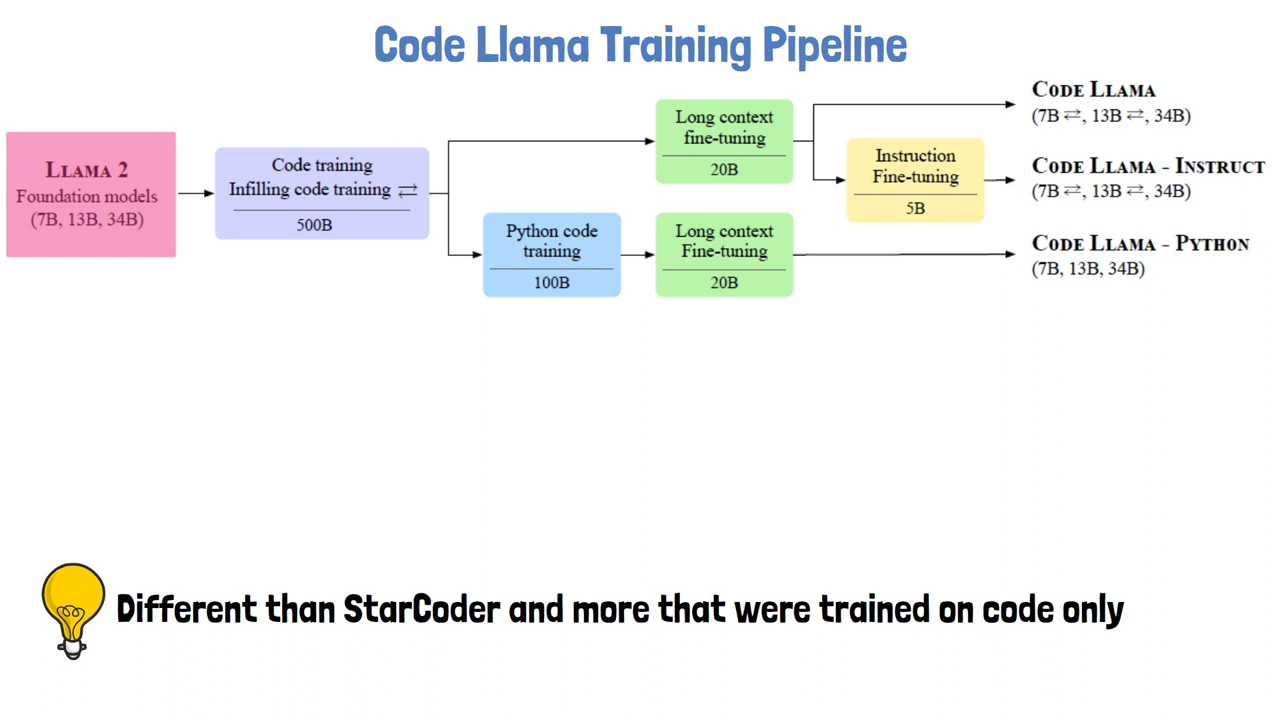 Code Llama Training Pipeline
LLAMA 2
Foundation models
(7B, 13B, 34B)
Code training
Infilling code training ⇄
500B
Long context
fine-tuning
20B
Python code
training
100B
Long context
Fine-tuning
20B
Instruction
Fine-tuning
5B
CODE LLAMA
(7B ⇄, 13B ⇄, 34B)
CODE LLAMA - INSTRUCT
(7B ⇄, 13B ⇄, 34B)
CODE LLAMA - PYTHON
(7B, 13B, 34B)
Different than StarCoder and more that were trained on code only